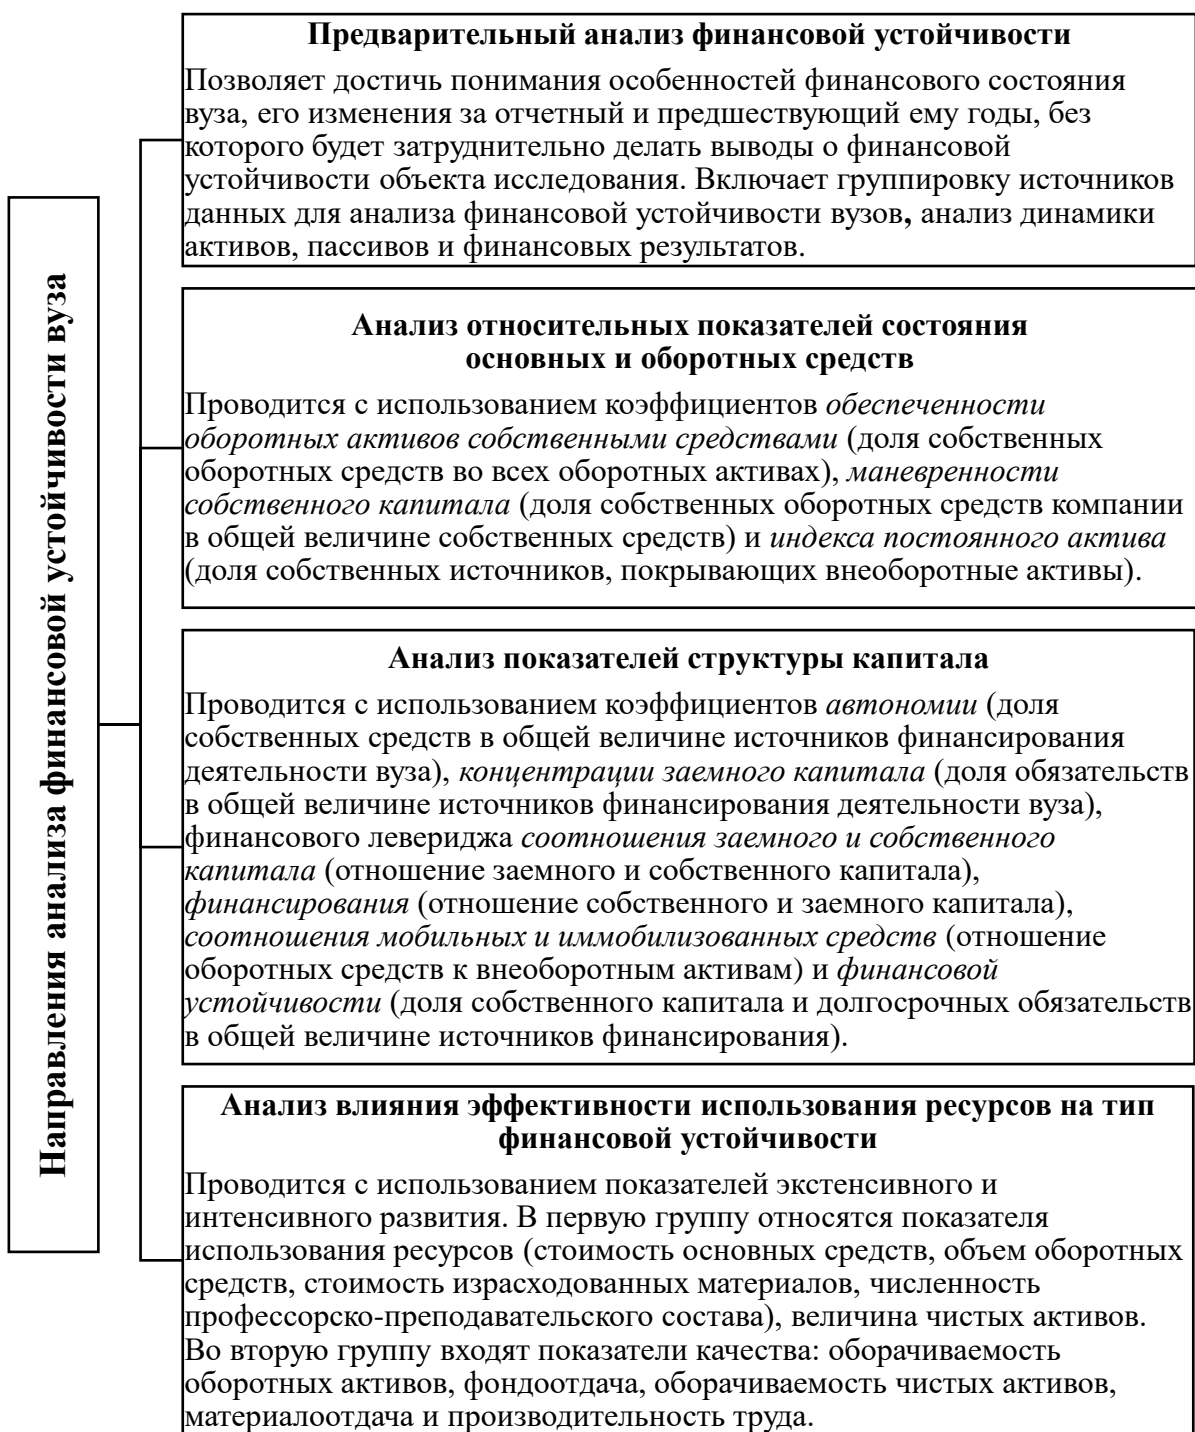 Направления анализа финансовой устойчивости вуза
Предварительный анализ финансовой устойчивости
Позволяет достичь понимания особенностей финансового состояния
вуза, его изменения за отчетный и предшествующий ему годы, без
которого будет затруднительно делать выводы о финансовой
устойчивости объекта исследования. Включает группировку источников
данных для анализа финансовой устойчивости вузов, анализ динамики
активов, пассивов и финансовых результатов.
Анализ относительных показателей состояния
основных и оборотных средств
Проводится с использованием коэффициентов обеспеченности
оборотных активов собственными средствами (доля собственных
оборотных средств во всех оборотных активах), маневренности
собственного капитала (доля собственных оборотных средств компании
в общей величине собственных средств) и индекса постоянного актива
(доля собственных источников, покрывающих внеоборотные активы).
Анализ показателей структуры капитала
Проводится с использованием коэффициентов автономии (доля
собственных средств в общей величине источников финансирования
деятельности вуза), концентрации заемного капитала (доля обязательств
в общей величине источников финансирования деятельности вуза),
финансового левериджа соотношения заемного и собственного
капитала (отношение заемного и собственного капитала),
финансирования (отношение собственного и заемного капитала),
соотношения мобильных и иммобилизованных средств (отношение
оборотных средств к внеоборотным активам) и финансовой
устойчивости (доля собственного капитала и долгосрочных обязательств
в общей величине источников финансирования).
Анализ влияния эффективности использования ресурсов на тип
финансовой устойчивости
Проводится с использованием показателей экстенсивного и
интенсивного развития. В первую группу относятся показателя
использования ресурсов (стоимость основных средств, объем оборотных
средств, стоимость израсходованных материалов, численность
профессорско-преподавательского состава), величина чистых активов.
Во вторую группу входят показатели качества: оборачиваемость
оборотных активов, фондоотдача, оборачиваемость чистых активов,
материалоотдача и производительность труда.